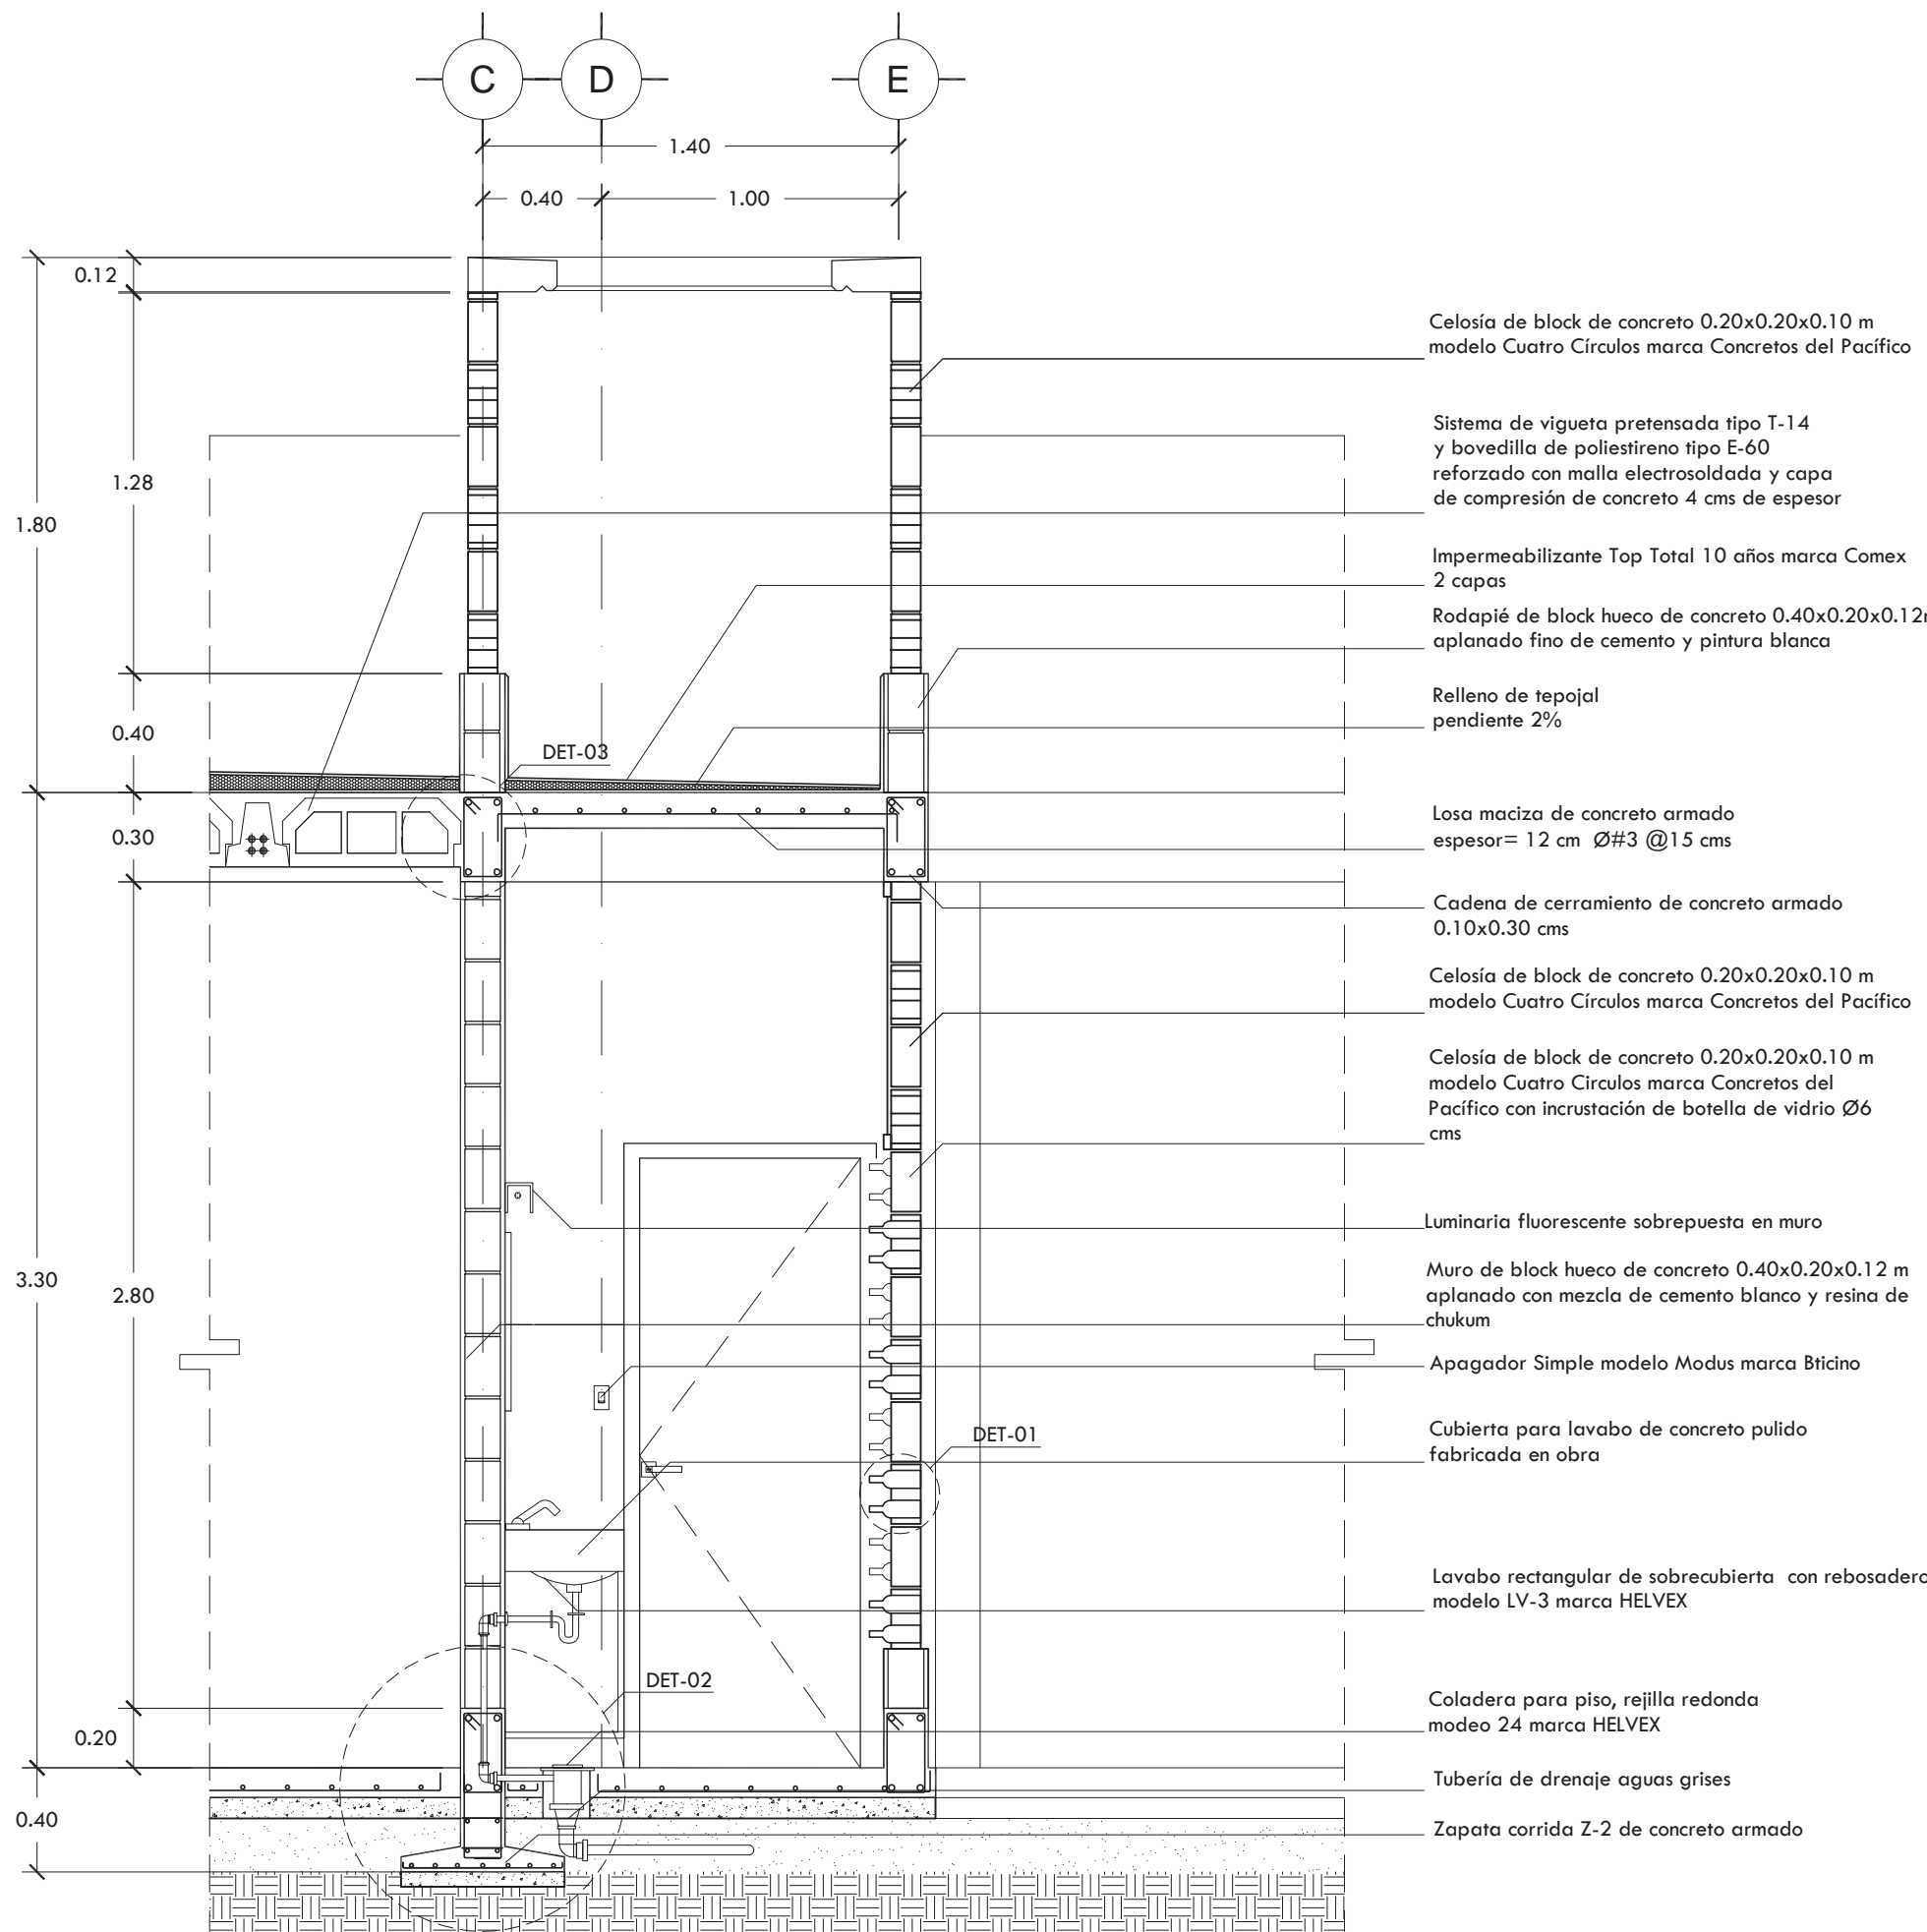 C
D
E
1.40
0.40
1.00
0.12
1.28
1.80
0.40
0.30
3.30
2.80
0.20
0.40
DET-03
DET-01
DET-02
Celosía de block de concreto 0.20x0.20x0.10 m
modelo Cuatro Círculos marca Concretos del Pacífico
Sistema de vigueta pretensada tipo T-14
y bovedilla de poliestireno tipo E-60
reforzado con malla electrosoldada y capa
de compresión de concreto 4 cms de espesor
Impermeabilizante Top Total 10 años marca Comex
2 capas
Rodapié de block hueco de concreto 0.40x0.20x0.12
aplanado fino de cemento y pintura blanca
Relleno de tepojal
pendiente 2%
Losa maciza de concreto armado
espesor= 12 cm Ø#3 @15 cms
Cadena de cerramiento de concreto armado
0.10x0.30 cms
Celosía de block de concreto 0.20x0.20x0.10 m
modelo Cuatro Círculos marca Concretos del Pacífico
Celosía de block de concreto 0.20x0.20x0.10 m
modelo Cuatro Circulos marca Concretos del
Pacífico con incrustación de botella de vidrio Ø6
cms
Luminaria fluorescente sobrepuesta en muro
Muro de block hueco de concreto 0.40x0.20x0.12 m
aplanado con mezcla de cemento blanco y resina de
chukum
Apagador Simple modelo Modus marca Bticino
Cubierta para lavabo de concreto pulido
fabricada en obra
Lavabo rectangular de sobrecubierta con rebosadero
modelo LV-3 marca HELVEX
Coladera para piso, rejilla redonda
modeo 24 marca HELVEX
Tubería de drenaje aguas grises
Zapata corrida Z-2 de concreto armado